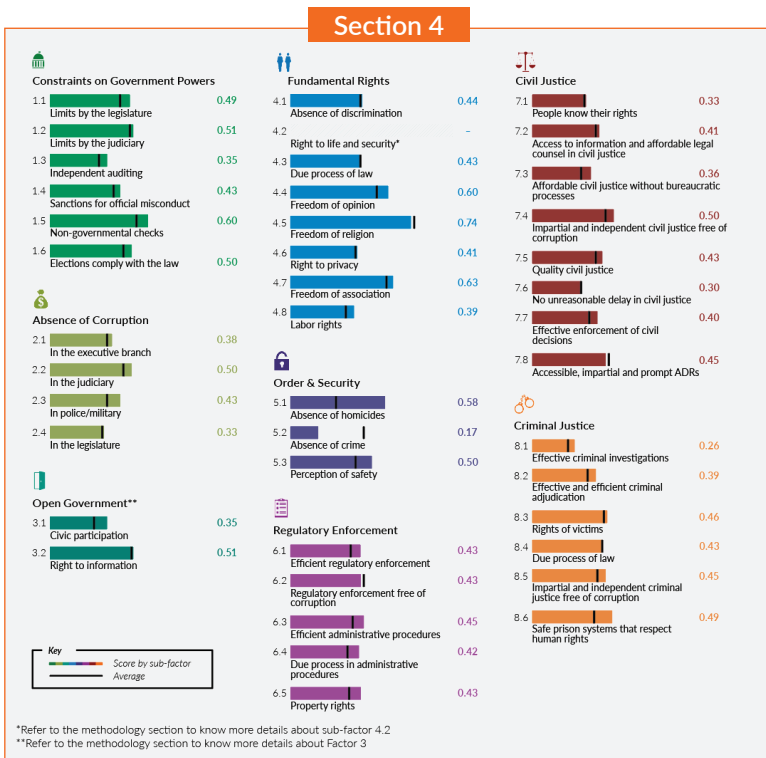 Section 4
Constraints on Government Powers
1.1
0.49
Limits by the legislature
1.2
0.51
Limits by the judiciary
1.3
0.35
Independent auditing
1.4
0.43
Sanctions for official misconduct
1.5
0.60
Non-governmental checks
1.6
0.50
Elections comply with the law
Absence of Corruption
2.1
0.38
In the executive branch
2.2
0.50
In the judiciary
2.3
0.43
In police/military
2.4
0.33
In the legislature
Open Government**
3.1
0.35
Civic participation
3.2
0.51
Right to information
Key
Score by sub-factor
Average
Fundamental Rights
4.1
0.44
Absence of discrimination
4.2
–
Right to life and security*
4.3
0.43
Due process of law
4.4
0.60
Freedom of opinion
4.5
0.74
Freedom of religion
4.6
0.41
Right to privacy
4.7
0.63
Freedom of association
4.8
0.39
Labor rights
Order & Security
5.1
0.58
Absence of homicides
5.2
0.17
Absence of crime
5.3
0.50
Perception of safety
Regulatory Enforcement
6.1
0.43
Efficient regulatory enforcement
6.2
0.43
Regulatory enforcement free of
corruption
6.3
0.45
Efficient administrative procedures
6.4
0.42
Due process in administrative
procedures
6.5
0.43
Property rights
Civil Justice
7.1
0.33
People know their rights
7.2
0.41
Access to information and affordable legal
counsel in civil justice
7.3
0.36
Affordable civil justice without bureaucratic
processes
7.4
0.50
Impartial and independent civil justice free of
corruption
7.5
0.43
Quality civil justice
7.6
0.30
No unreasonable delay in civil justice
7.7
0.40
Effective enforcement of civil
decisions
7.8
0.45
Accessible, impartial and prompt ADRs
Criminal Justice
8.1
0.26
Effective criminal investigations
8.2
0.39
Effective and efficient criminal
adjudication
8.3
0.46
Rights of victims
8.4
0.43
Due process of law
8.5
0.45
Impartial and independent criminal
justice free of corruption
8.6
0.49
Safe prison systems that respect
human rights
*Refer to the methodology section to know more details about sub-factor 4.2
**Refer to the methodology section to know more details about Factor 3